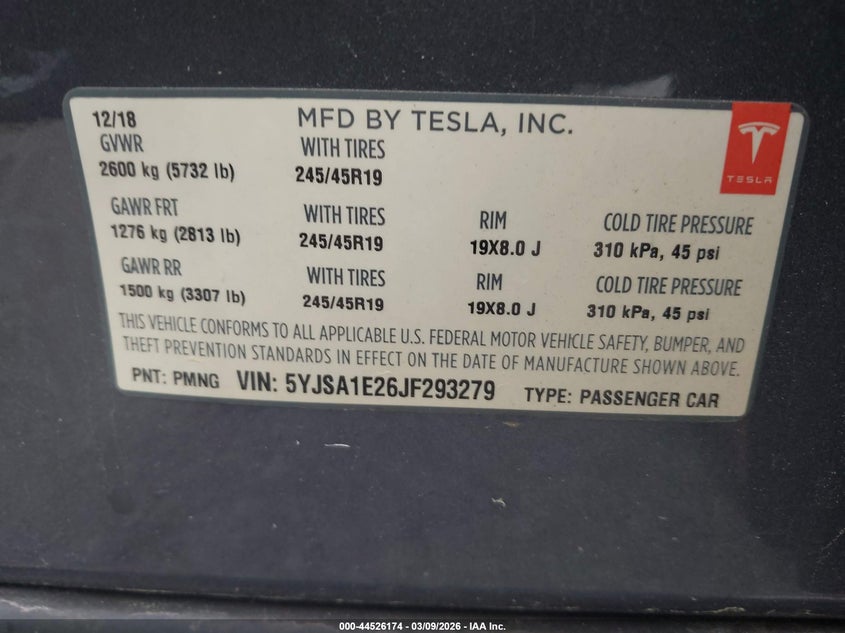 12/18 MFD BY TESLA, INC.
GVWR WITH TIRES
2600 kg (5732 lb) 245/45R19
TESLA
GAWR FRT WITH TIRES RIM COLD TIRE PRESSURE
1276 kg (2813 lb) 245/45R19 19X8.0 J 310 kPa, 45 psi
GAWR RR WITH TIRES RIM COLD TIRE PRESSURE
1500 kg (3307 lb) 245/45R19 19X8.0 J 310 kPa, 45 psi
THIS VEHICLE CONFORMS TO ALL APPLICABLE U.S. FEDERAL MOTOR VEHICLE SAFETY, BUMPER, AND
THEFT PREVENTION STANDARDS IN EFFECT ON THE DATE OF MANUFACTURE SHOWN ABOVE.
PNT: PMNG VIN: 5YJSA1E26JF293279 TYPE: PASSENGER CAR
000-44526174 | 03/09/2026 - IAA Inc.